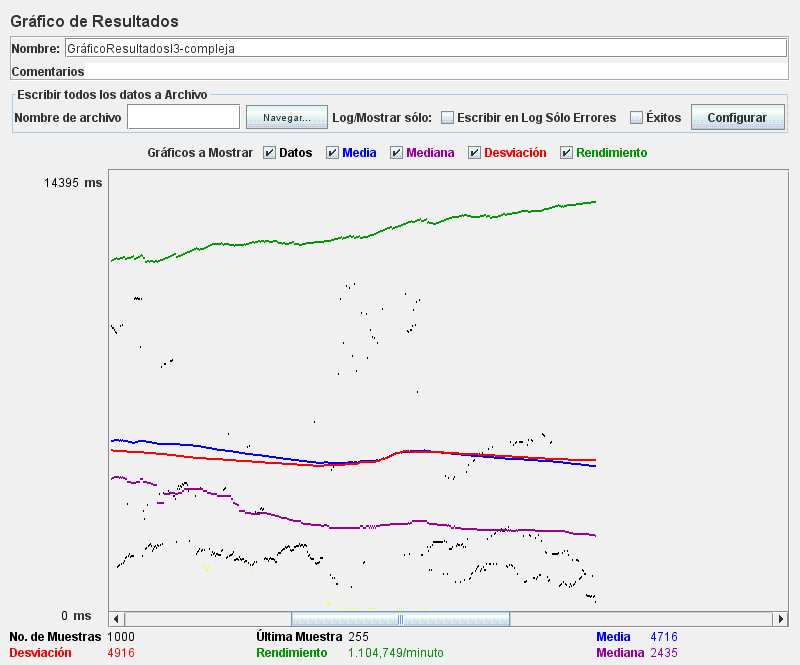 Gráfico de Resultados
Nombre: GráficoResultadosI3-compleja
Comentarios
Escribir todos los datos a Archivo
Nombre de archivo Navegar... Log/Mostrar sólo: Escribir en Log Sólo Errores Éxitos Configurar
Gráficos a Mostrar Datos Media Mediana Desviación Rendimiento
14395 ms
0 ms
No. de Muestras 1000 Última Muestra 255 Media 4716
Desviación 4916 Rendimiento 1.104,749/minuto Mediana 2435